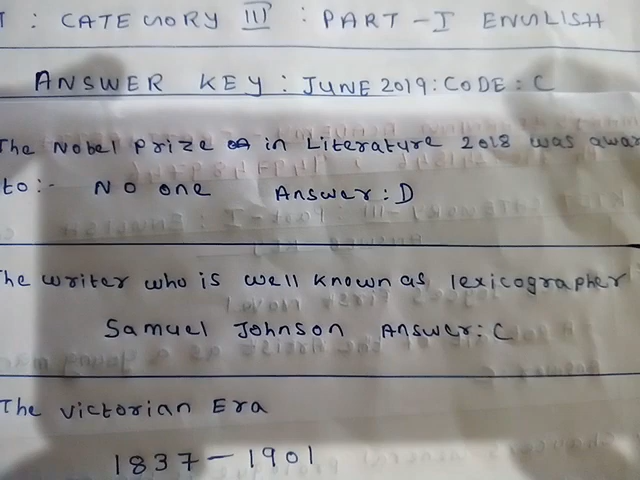 : CATEGORY III : PART-I ENGLISH
ANSWER KEY : JUNE 2019 : CODE : C
The Nobel Prize in Literature 2018 was awar
to :- No one Answer : D
The writer who is well known as lexicographer
Samuel Johnson Answer : C
The Victorian Era
1837-1901